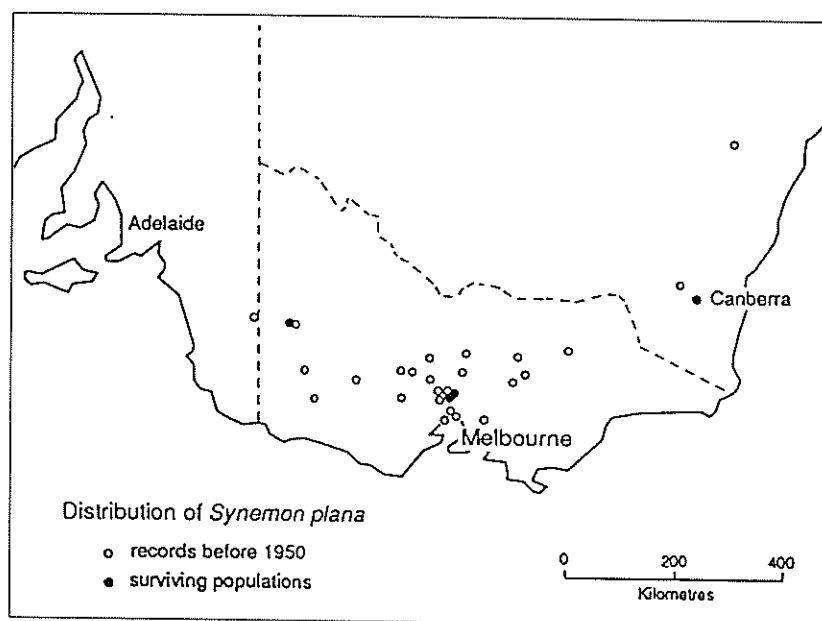 Adelaide
Canberra
Melbourne
Distribution of Synemon plana
records before 1950
surviving populations
0 200 400
Kilometres